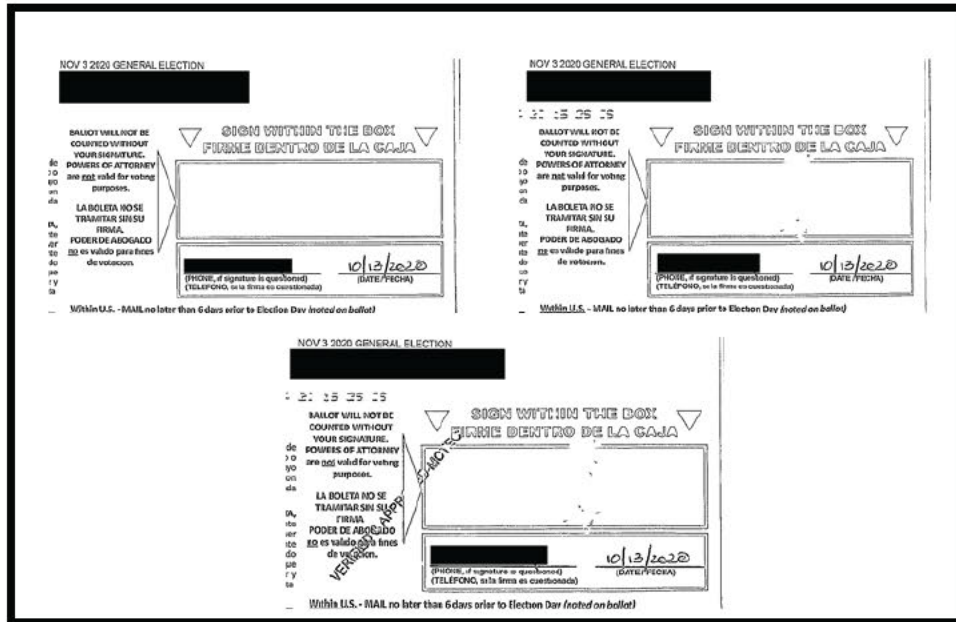 NOV 3 2020 GENERAL ELECTION
BALLOT WILL NOT BE
COUNTED WITHOUT
YOUR SIGNATURE.
POWERS OF ATTORNEY
are not valid for voting
purposes.
LA BOLETA NO SE
TRAMITAR SIN SU
FIRMA.
PODER DE ABOGADO
no es valido para fines
de votacion.
SIGN WITHIN THE BOX
FIRME DENTRO DE LA CAJA
10/13/2020
(PHONE, if signature is questioned)
(DATE/FECHA)
(TELÉFONO, si la firma es cuestionada)
Within U.S. - MAIL no later than 6 days prior to Election Day (noted on ballot)
NOV 3 2020 GENERAL ELECTION
BALLOT WILL NOT BE
COUNTED WITHOUT
YOUR SIGNATURE.
POWERS OF ATTORNEY
are not valid for voting
purposes.
LA BOLETA NO SE
TRAMITAR SIN SU
FIRMA.
PODER DE ABOGADO
no es valido para fines
de votacion.
SIGN WITHIN THE BOX
FIRME DENTRO DE LA CAJA
10/13/2020
(PHONE, if signature is questioned)
(DATE/FECHA)
(TELÉFONO, si la firma es cuestionada)
Within U.S. - MAIL no later than 6 days prior to Election Day (noted on ballot)
NOV 3 2020 GENERAL ELECTION
BALLOT WILL NOT BE
COUNTED WITHOUT
YOUR SIGNATURE.
POWERS OF ATTORNEY
are not valid for voting
purposes.
LA BOLETA NO SE
TRAMITAR SIN SU
FIRMA
PODER DE ABOGADO
no es valido para fines
de votacion.
SIGN WITHIN THE BOX
FIRME DENTRO DE LA CAJA
10/13/2020
(PHONE, if signature is questioned)
(DATE/FECHA)
(TELÉFONO, si la firma es cuestionada)
Within U.S. - MAIL no later than 6 days prior to Election Day (noted on ballot)